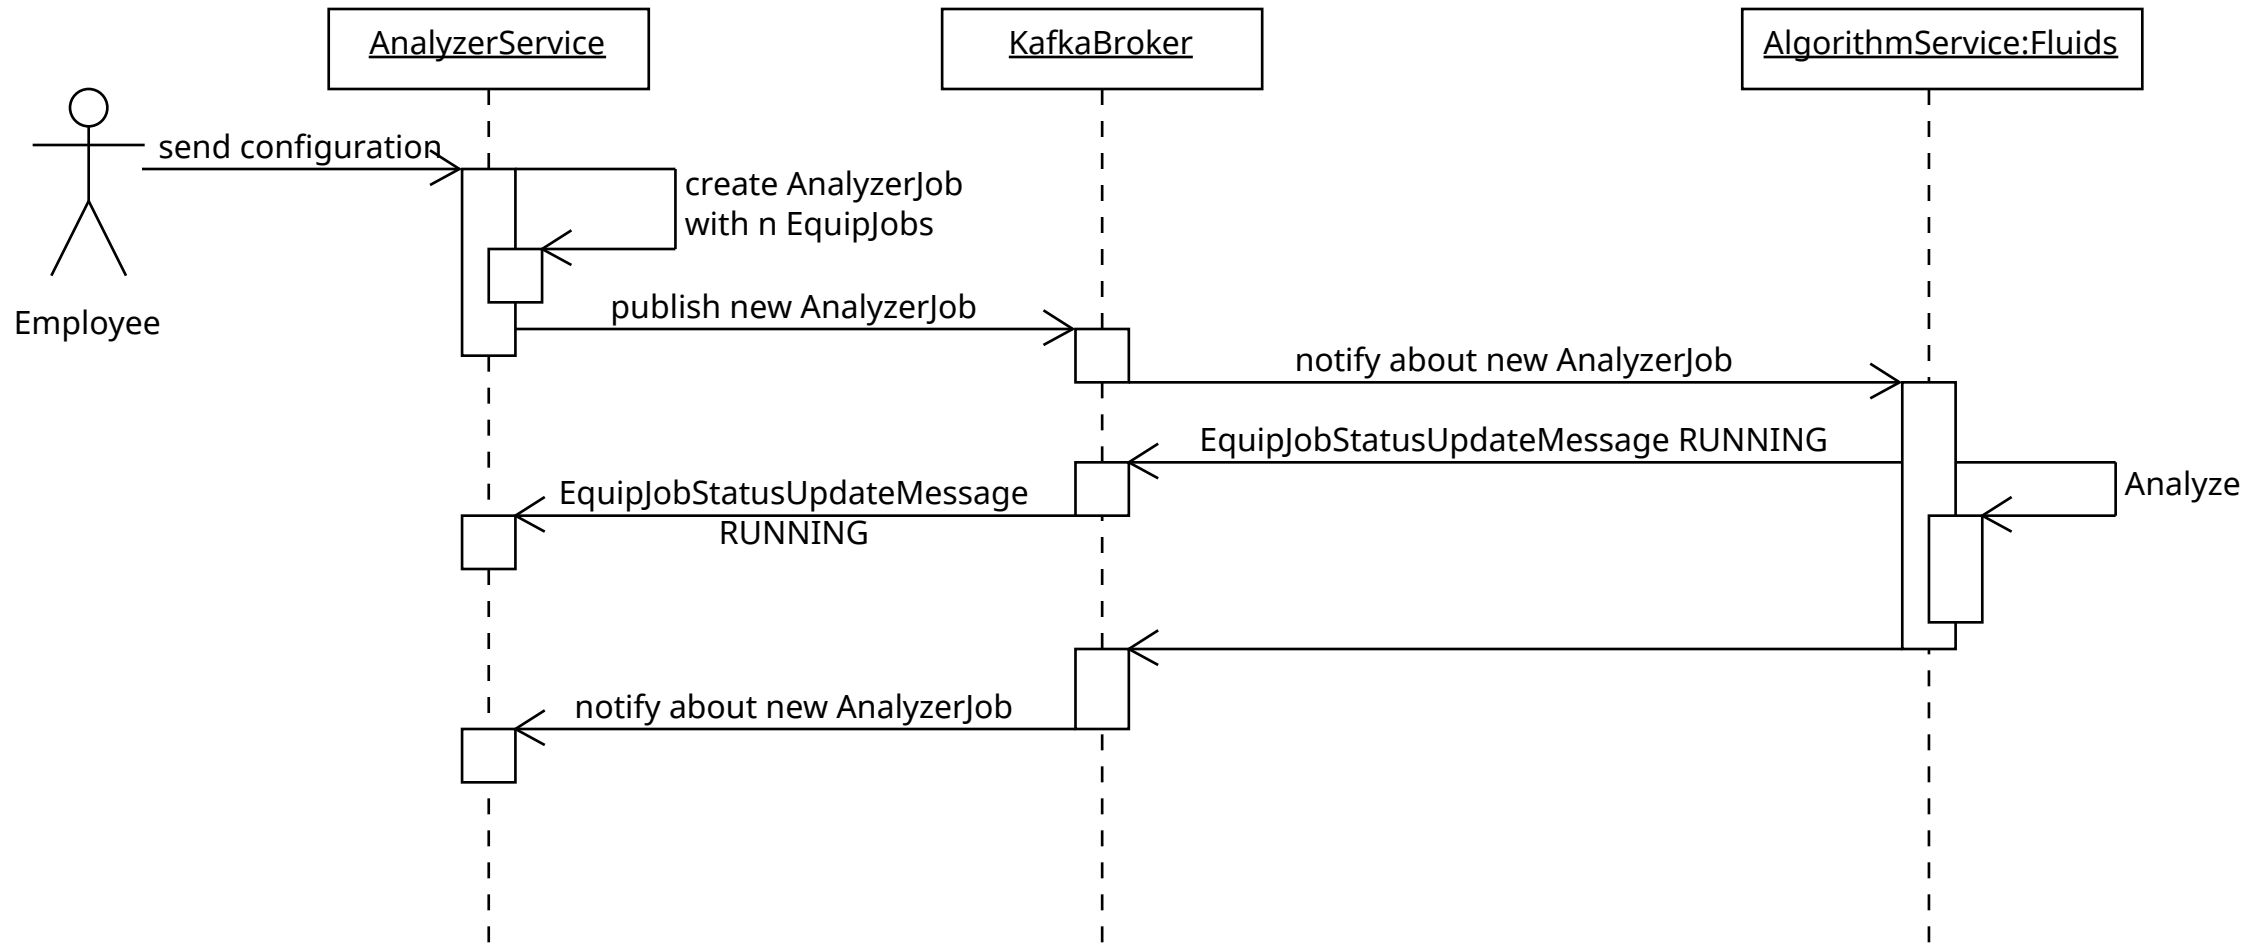 AnalyzerService
KafkaBroker
AlgorithmService:Fluids
send configuration
create AnalyzerJob
with n EquipJobs
Employee
publish new AnalyzerJob
notify about new AnalyzerJob
EquipJobStatusUpdateMessage RUNNING
Analyze
EquipJobStatusUpdateMessage
RUNNING
notify about new AnalyzerJob